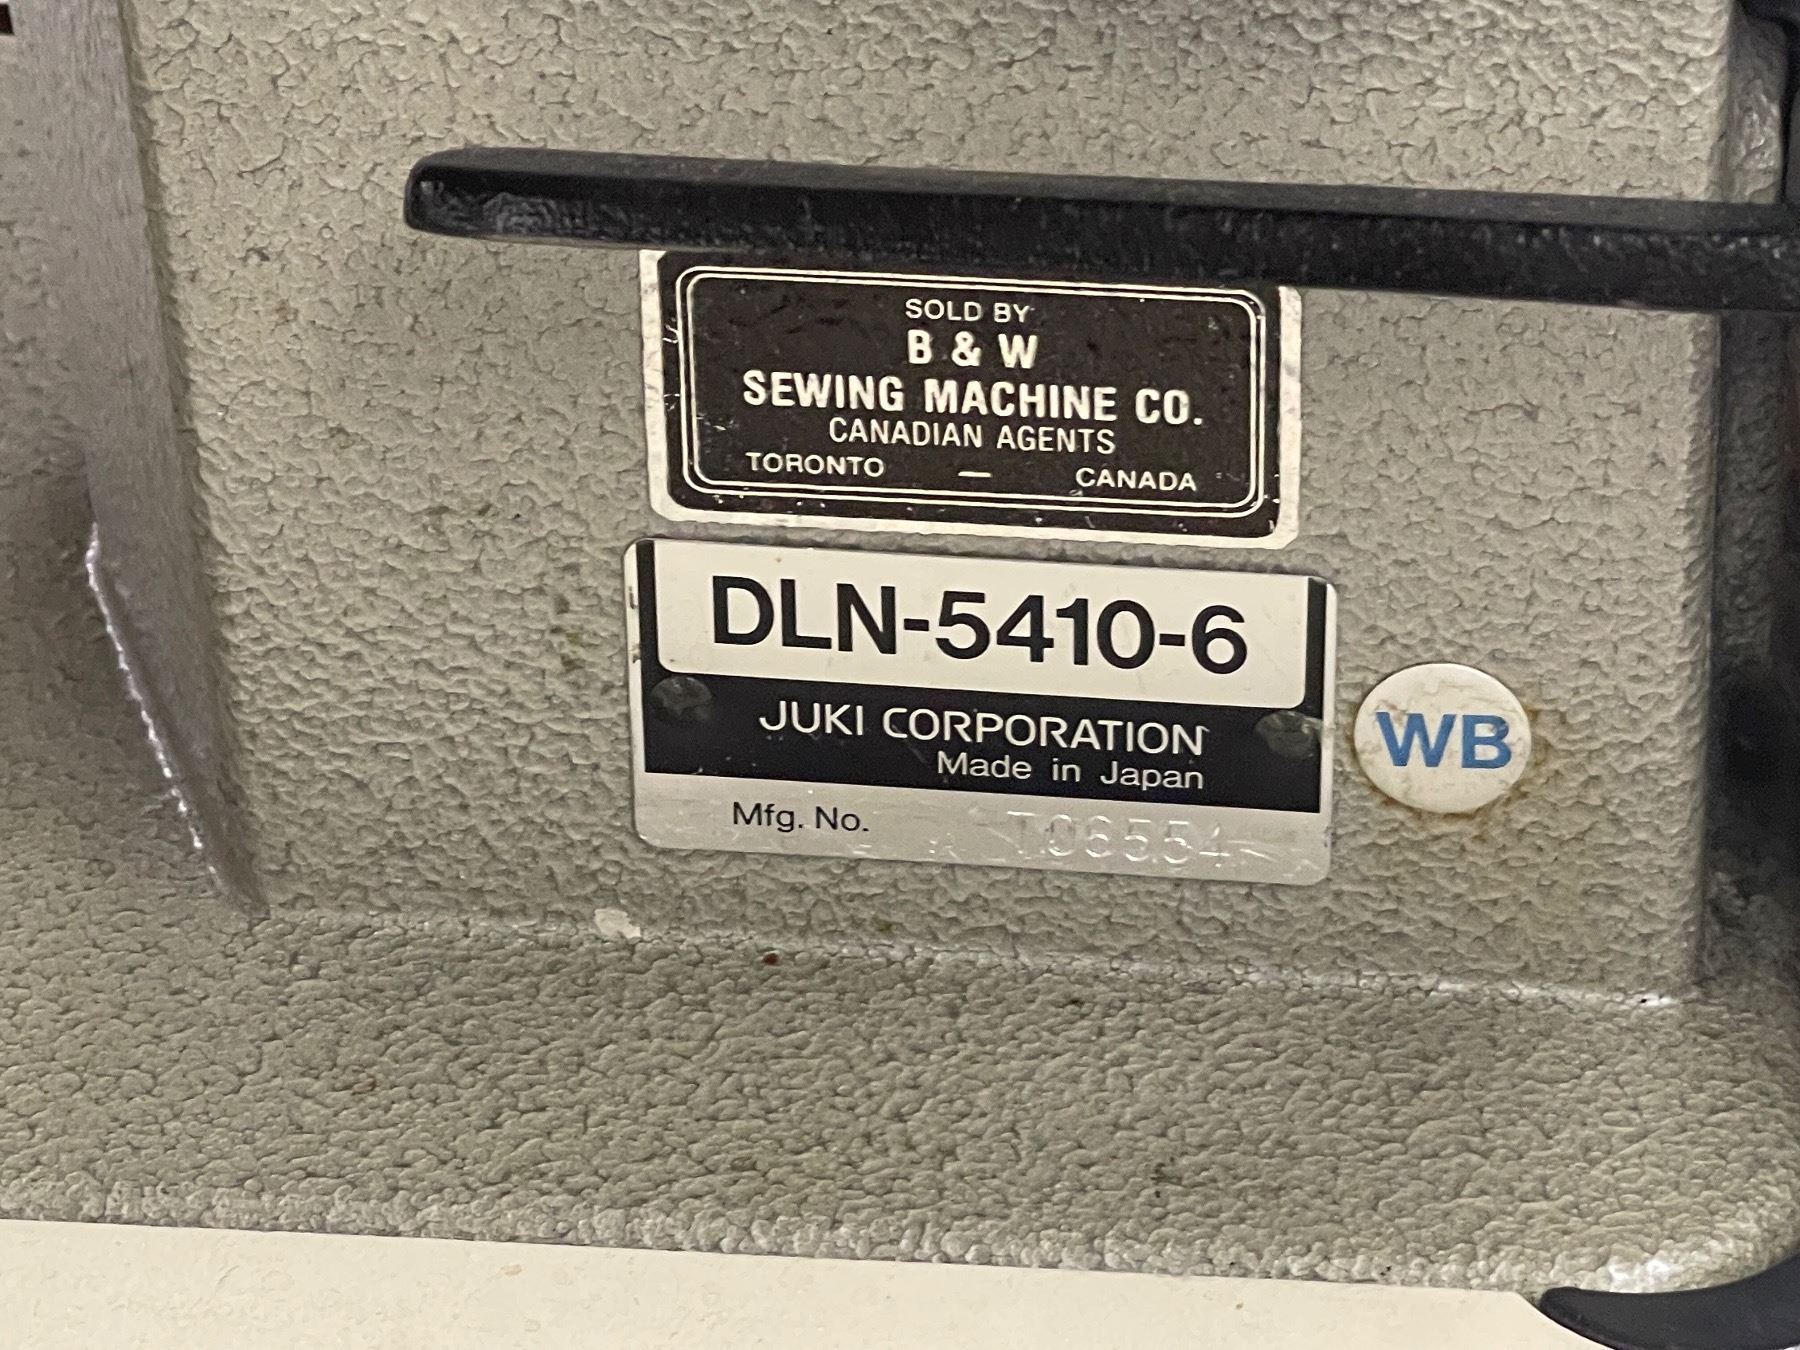 SOLD BY
B & W
SEWING MACHINE CO.
CANADIAN AGENTS
TORONTO — CANADA
DLN-5410-6
JUKI CORPORATION
Made in Japan
WB
Mfg. No. T06554